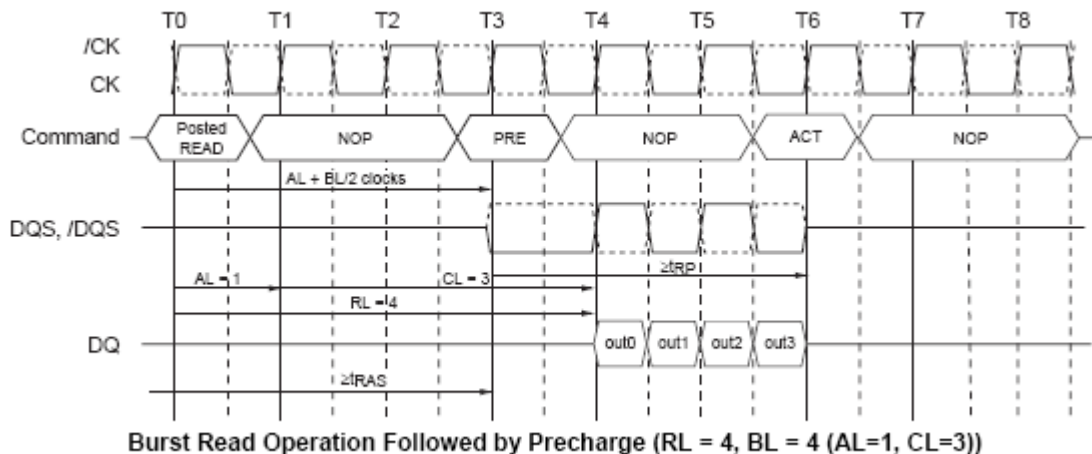 T0 T1 T2 T3 T4 T5 T6 T7 T8
/CK
CK
Command Posted READ NOP PRE NOP ACT NOP
AL + BL/2 clocks
DQS, /DQS
≥tRP
AL = 1 CL = 3
RL = 4
DQ out0 out1 out2 out3
≥tRAS
Burst Read Operation Followed by Precharge (RL = 4, BL = 4 (AL=1, CL=3))